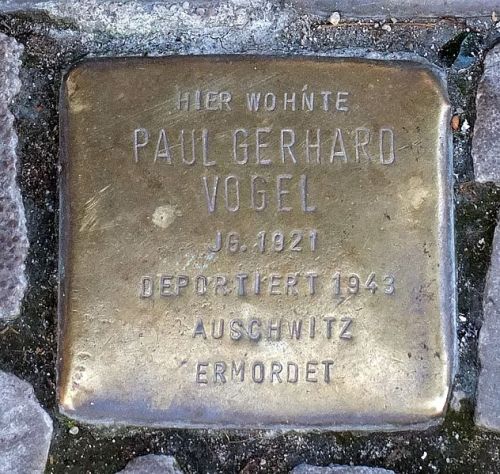 HIER WOHNTE
PAUL GERHARD
VOGEL
JG. 1921
DEPORTIERT 1943
AUSCHWITZ
ERMORDET